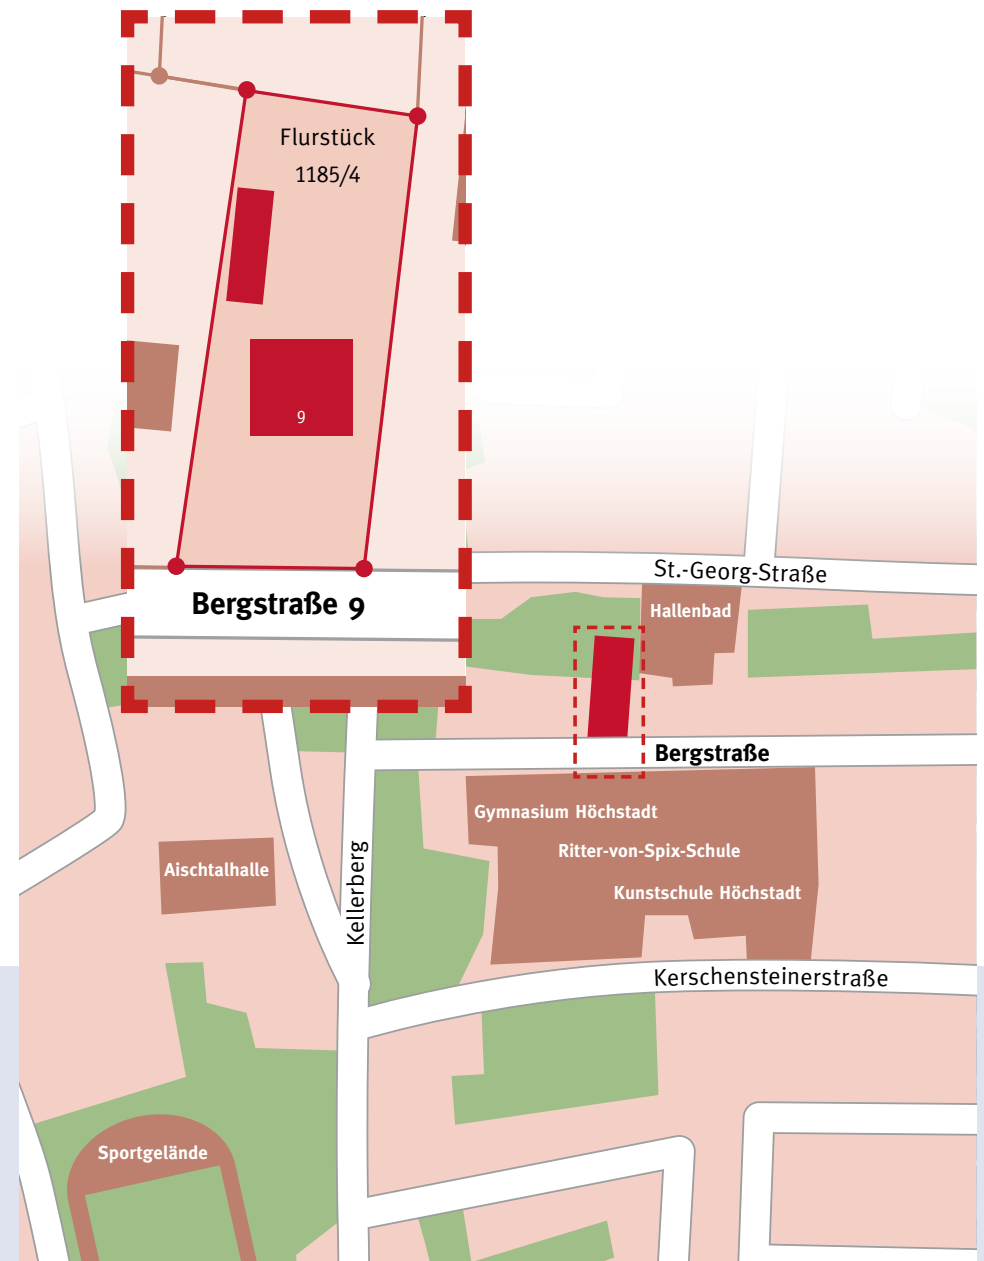 Flurstück
1185/4
9
Bergstraße 9
St.-Georg-Straße
Hallenbad
Bergstraße
Gymnasium Höchstadt
Ritter-von-Spix-Schule
Kunstschule Höchstadt
Aischtalhalle
Kellerberg
Kerschensteinerstraße
Sportgelände